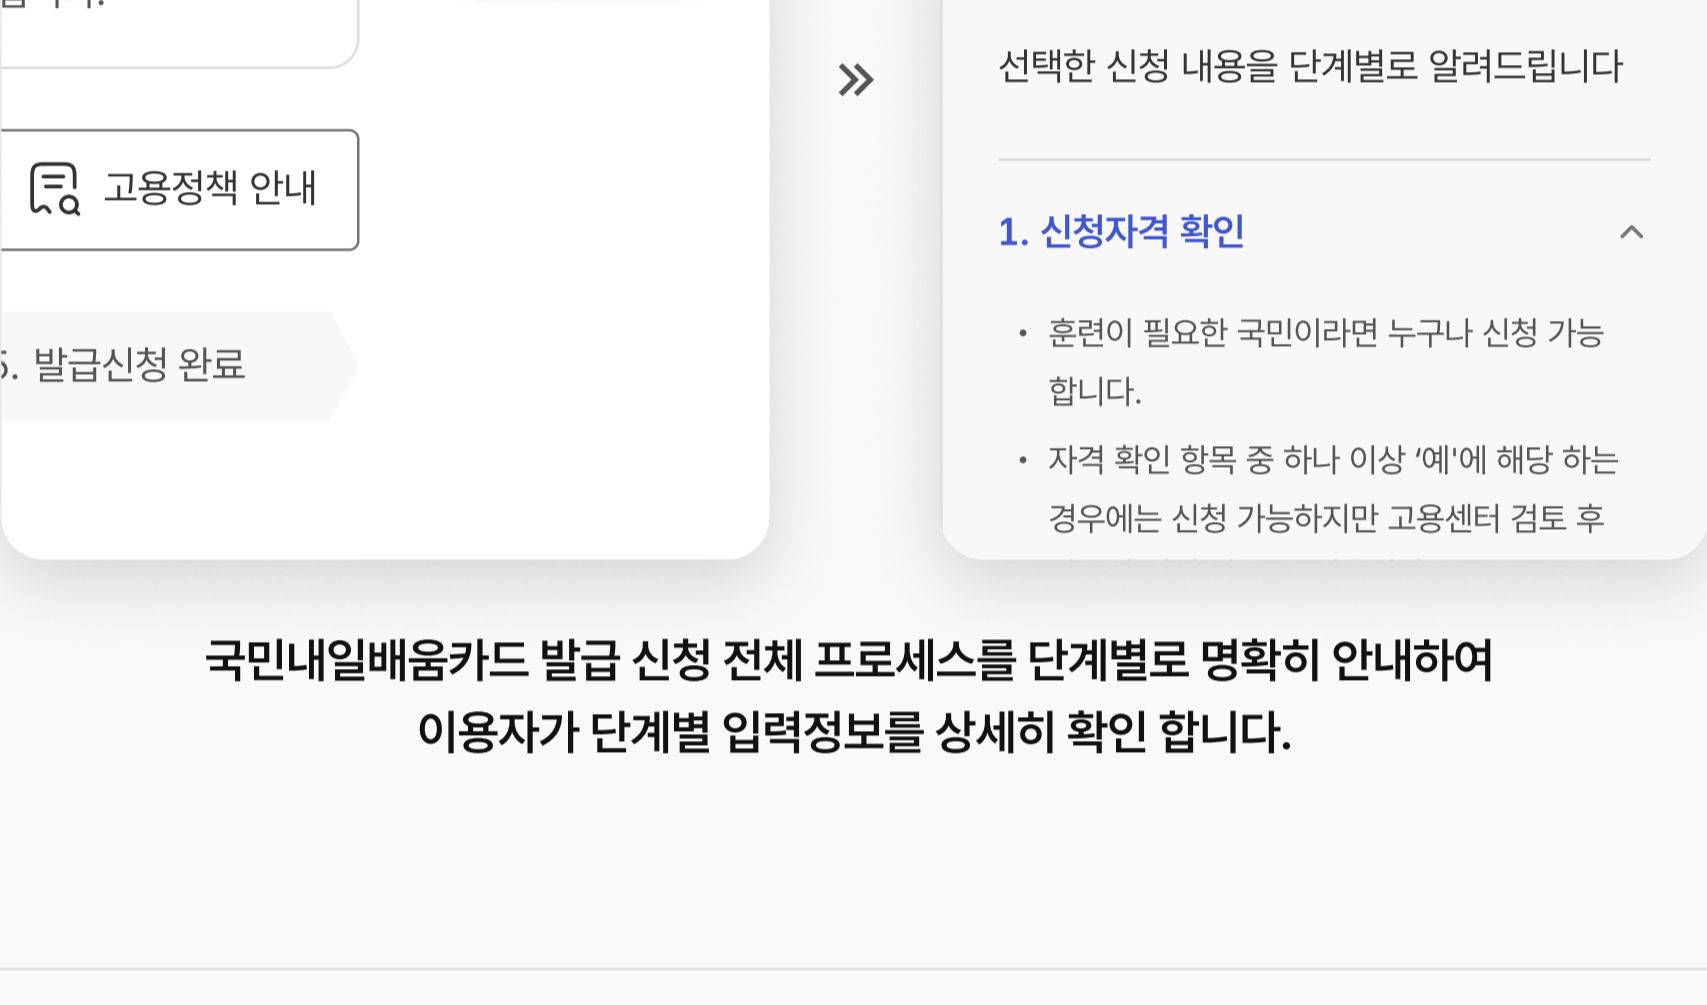 고용정책 안내
5. 발급신청 완료
선택한 신청 내용을 단계별로 알려드립니다
1. 신청자격 확인
• 훈련이 필요한 국민이라면 누구나 신청 가능
합니다.
• 자격 확인 항목 중 하나 이상 ‘예'에 해당 하는
경우에는 신청 가능하지만 고용센터 검토 후
국민내일배움카드 발급 신청 전체 프로세스를 단계별로 명확히 안내하여
이용자가 단계별 입력정보를 상세히 확인 합니다.